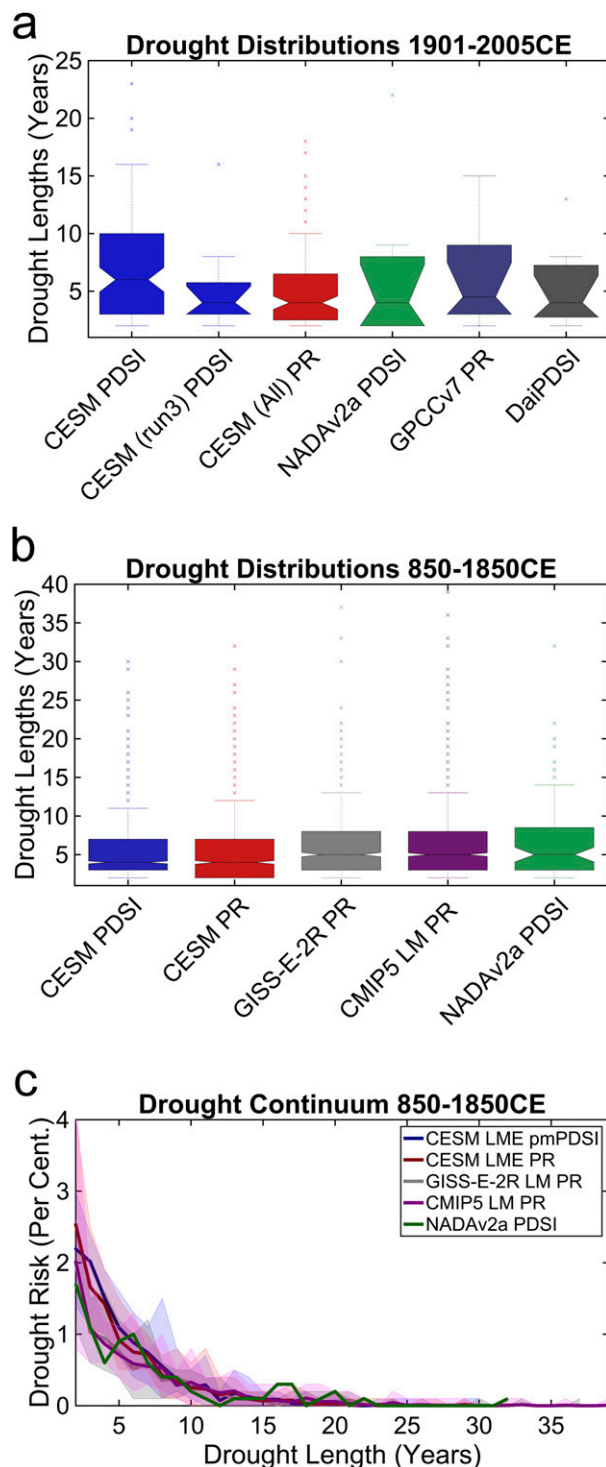 a
Drought Distributions 1901-2005CE
Drought Lengths (Years)
25
20
15
10
5
CESM PDSI
CESM (run3) PDSI
CESM (All) PR
NADAv2a PDSI
GPCCv7 PR
DaiPDSI
b
Drought Distributions 850-1850CE
Drought Lengths (Years)
40
35
30
25
20
15
10
5
CESM PDSI
CESM PR
GISS-E-2R PR
CMIP5 LM PR
NADAv2a PDSI
c
Drought Continuum 850-1850CE
Drought Risk (Per Cent.)
4
3
2
1
0
CESM LME pmPDSI
CESM LME PR
GISS-E-2R LM PR
CMIP5 LM PR
NADAv2a PDSI
5 10 15 20 25 30 35
Drought Length (Years)